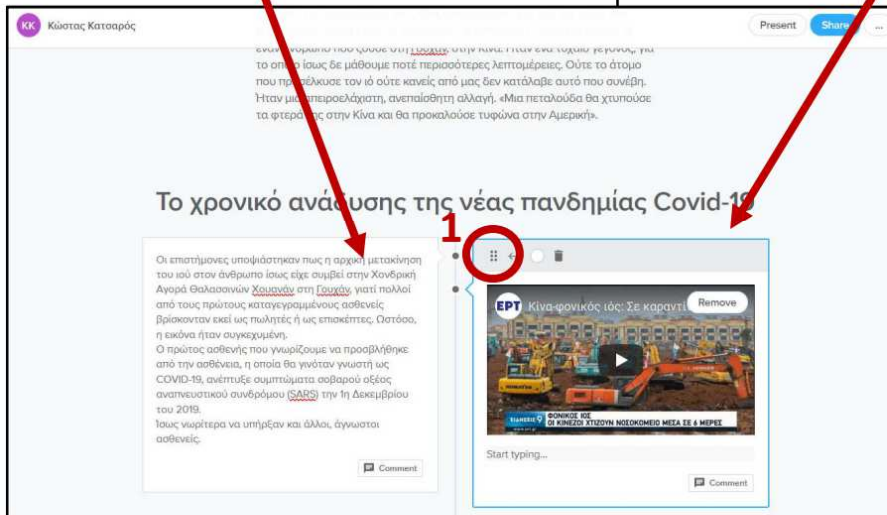 ΚΚ Κώστας Κατσαρός
Present
Share
...
έναν άνθρωπο που ζούσε στη Γουχάν, στην Κίνα. Ήταν ένα τυχαίο γεγονός, για
το οποίο ίσως δε μάθουμε ποτέ περισσότερες λεπτομέρειες. Ούτε το άτομο
που προσέλκυσε τον ιό ούτε κανείς από μας δεν κατάλαβε αυτό που συνέβη.
Ήταν μια απειροελάχιστη, ανεπαίσθητη αλλαγή. «Μια πεταλούδα θα χτυπούσε
τα φτερά της στην Κίνα και θα προκαλούσε τυφώνα στην Αμερική».
Το χρονικό ανάδυσης της νέας πανδημίας Covid-19
1
Οι επιστήμονες υποψιάστηκαν πως η αρχική μετακίνηση
του ιού στον άνθρωπο ίσως είχε συμβεί στην Χονδρική
Αγορά Θαλασσινών Χουανάν στη Γουχάν, γιατί πολλοί
από τους πρώτους καταγεγραμμένους ασθενείς
βρίσκονταν εκεί ως πωλητές ή ως επισκέπτες. Ωστόσο,
η εικόνα ήταν συγκεχυμένη.
Ο πρώτος ασθενής που γνωρίζουμε να προσβλήθηκε
από την ασθένεια, η οποία θα γινόταν γνωστή ως
COVID-19, ανέπτυξε συμπτώματα σοβαρού οξέος
αναπνευστικού συνδρόμου (SARS) την 1η Δεκεμβρίου
του 2019.
Ίσως νωρίτερα να υπήρξαν και άλλοι, άγνωστοι
ασθενείς.
Comment
ΕΡΤ Κίνα-φονικός ιός: Σε καραντί
Remove
ΦΟΝΙΚΟΣ ΙΟΣ
ΟΙ ΚΙΝΕΖΟΙ ΧΤΙΖΟΥΝ ΝΟΣΟΚΟΜΕΙΟ ΜΕΣΑ ΣΕ 6 ΜΕΡΕΣ
Start typing...
Comment